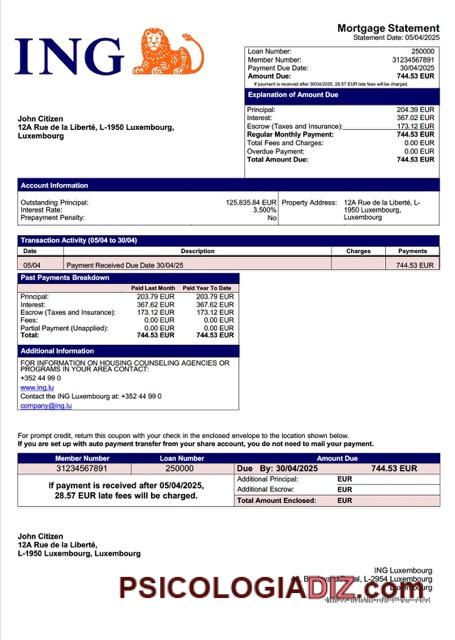 ING
Mortgage Statement
Statement Date: 05/04/2025
Loan Number: 250000
Member Number: 31234567891
Payment Due Date: 30/04/2025
Amount Due: 744.53 EUR
If payment is received after 30/04/2025, 28.57 EUR late fees will be charged.
Explanation of Amount Due
Principal: 204.39 EUR
Interest: 367.02 EUR
Escrow (Taxes and Insurance): 173.12 EUR
Regular Monthly Payment: 744.53 EUR
Total Fees and Charges: 0.00 EUR
Overdue Payment: 0.00 EUR
Total Amount Due: 744.53 EUR
John Citizen
12A Rue de la Liberté, L-1950 Luxembourg,
Luxembourg
Account Information
Outstanding Principal: 125,835.84 EUR
Interest Rate: 3.500%
Prepayment Penalty: No
Property Address: 12A Rue de la Liberté, L-
1950 Luxembourg,
Luxembourg
Transaction Activity (05/04 to 30/04)
Date Description Charges Payments
05/04 Payment Received Due Date 30/04/25 744.53 EUR
Past Payments Breakdown
Paid Last Month Paid Year To Date
Principal: 203.79 EUR 203.79 EUR
Interest: 367.62 EUR 367.62 EUR
Escrow (Taxes and Insurance): 173.12 EUR 173.12 EUR
Fees: 0.00 EUR 0.00 EUR
Partial Payment (Unapplied): 0.00 EUR 0.00 EUR
Total: 744.53 EUR 744.53 EUR
Additional Information
FOR INFORMATION ON HOUSING COUNSELING AGENCIES OR
PROGRAMS IN YOUR AREA CONTACT:
+352 44 99 0
www.ing.lu
Contact the ING Luxembourg at: +352 44 99 0
company@ing.lu
For prompt credit, return this coupon with your check in the enclosed envelope to the location shown below.
If you are set up with auto payment transfer from your share account, you do not need to mail your payment.
Member Number Loan Number Amount Due
31234567891 250000 Due By: 30/04/2025 744.53 EUR
If payment is received after 05/04/2025,
28.57 EUR late fees will be charged.
Additional Principal: EUR
Additional Escrow: EUR
Total Amount Enclosed: EUR
John Citizen
12A Rue de la Liberté,
L-1950 Luxembourg, Luxembourg
ING Luxembourg
L-2954 Luxembourg
PSICOLOGIADIZ.com